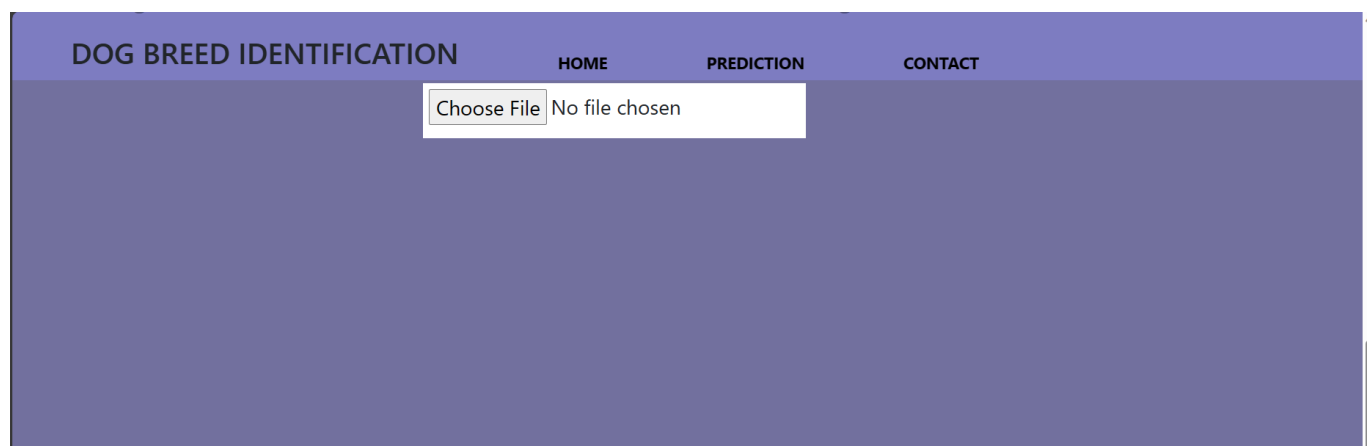 DOG BREED IDENTIFICATION HOME PREDICTION CONTACT
Choose File No file chosen